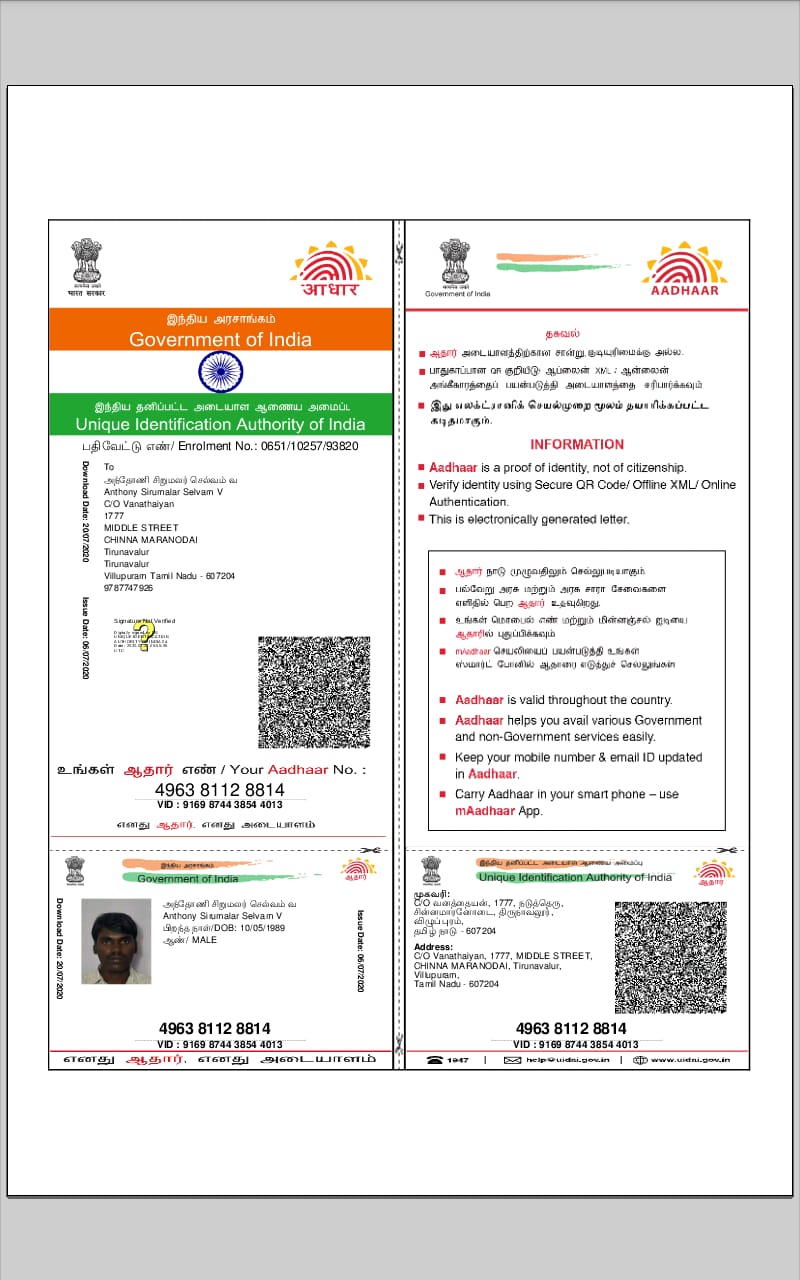 भारत सरकार
आधार
இந்திய அரசாங்கம்
Government of India
இந்திய தனிப்பட்ட அடையாள ஆணைய அமைப்பு
Unique Identification Authority of India
பதிவேட்டு எண்/ Enrolment No.: 0651/10257/93820
Download Date: 20/07/2020
Issue Date: 06/07/2020
To
அந்தோணி சிறுமலர் செல்வம் வ
Anthony Sirumalar Selvam V
C/O Vanathaiyan
1777
MIDDLE STREET
CHINNA MARANODAI
Tirunavalur
Tirunavalur
Villupuram Tamil Nadu - 607204
9787747926
Signature Not Verified
உங்கள் ஆதார் எண் / Your Aadhaar No. :
4963 8112 8814
VID : 9169 8744 3854 4013
எனது ஆதார், எனது அடையாளம்
Government of India
AADHAAR
தகவல்
ஆதார் அடையாளத்திற்கான சான்று, குடியுரிமைக்கு அல்ல.
பாதுகாப்பான QR குறியீடு/ ஆப்லைன் XML / ஆன்லைன்
அங்கீகாரத்தைப் பயன்படுத்தி அடையாளத்தை சரிபார்க்கவும்
இது எலக்ட்ரானிக் செயல்முறை மூலம் தயாரிக்கப்பட்ட
கடிதமாகும்.
INFORMATION
Aadhaar is a proof of identity, not of citizenship.
Verify identity using Secure QR Code/ Offline XML/ Online
Authentication.
This is electronically generated letter.
ஆதார் நாடு முழுவதிலும் செல்லுபடியாகும்.
பல்வேறு அரசு மற்றும் அரசு சாரா சேவைகளை
எளிதில் பெற ஆதார் உதவுகிறது.
உங்கள் மொபைல் எண் மற்றும் மின்னஞ்சல் ஐடியை
ஆதாரில் புதுப்பிக்கவும்
mAadhaar செயலியைப் பயன்படுத்தி உங்கள்
ஸ்மார்ட் போனில் ஆதாரை எடுத்துச் செல்லுங்கள்
Aadhaar is valid throughout the country.
Aadhaar helps you avail various Government
and non-Government services easily.
Keep your mobile number & email ID updated
in Aadhaar.
Carry Aadhaar in your smart phone – use
mAadhaar App.
இந்திய அரசாங்கம்
Government of India
ஆதார்
Download Date: 20/07/2020
அந்தோணி சிறுமலர் செல்வம் வ
Anthony Sirumalar Selvam V
பிறந்த நாள்/DOB: 10/05/1989
ஆண்/ MALE
Issue Date: 06/07/2020
4963 8112 8814
VID : 9169 8744 3854 4013
எனது ஆதார், எனது அடையாளம்
இந்திய தனிப்பட்ட அடையாள ஆணைய அமைப்பு
Unique Identification Authority of India
ஆதார்
முகவரி:
C/O வனத்தையன், 1777, நடுத்தெரு,
சின்னமாரனோடை, திருநாவலூர்,
விழுப்புரம்,
தமிழ் நாடு - 607204
Address:
C/O Vanathaiyan, 1777, MIDDLE STREET,
CHINNA MARANODAI, Tirunavalur,
Villupuram,
Tamil Nadu - 607204
4963 8112 8814
VID : 9169 8744 3854 4013
1947 | help@uidai.gov.in | www.uidai.gov.in